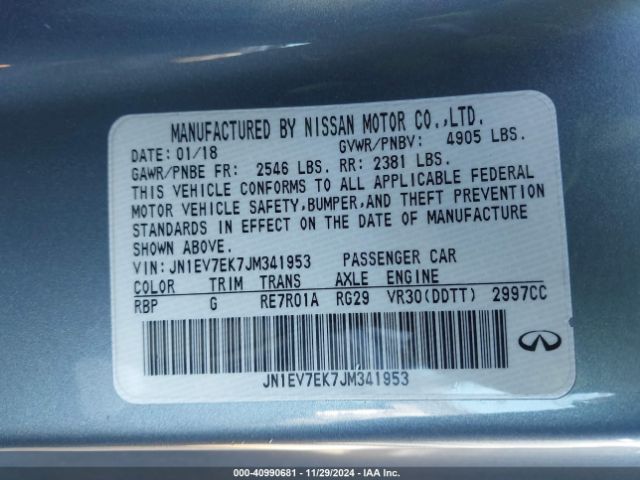 MANUFACTURED BY NISSAN MOTOR CO.,LTD.
DATE: 01/18 GVWR/PNBV: 4905 LBS.
GAWR/PNBE FR: 2546 LBS. RR: 2381 LBS.
THIS VEHICLE CONFORMS TO ALL APPLICABLE FEDERAL
MOTOR VEHICLE SAFETY,BUMPER,AND THEFT PREVENTION
STANDARDS IN EFFECT ON THE DATE OF MANUFACTURE
SHOWN ABOVE.
VIN: JN1EV7EK7JM341953 PASSENGER CAR
COLOR TRIM TRANS AXLE ENGINE
RBP G RE7R01A RG29 VR30(DDTT) 2997CC
JN1EV7EK7JM341953
000-40990681 - 11/29/2024 - IAA Inc.